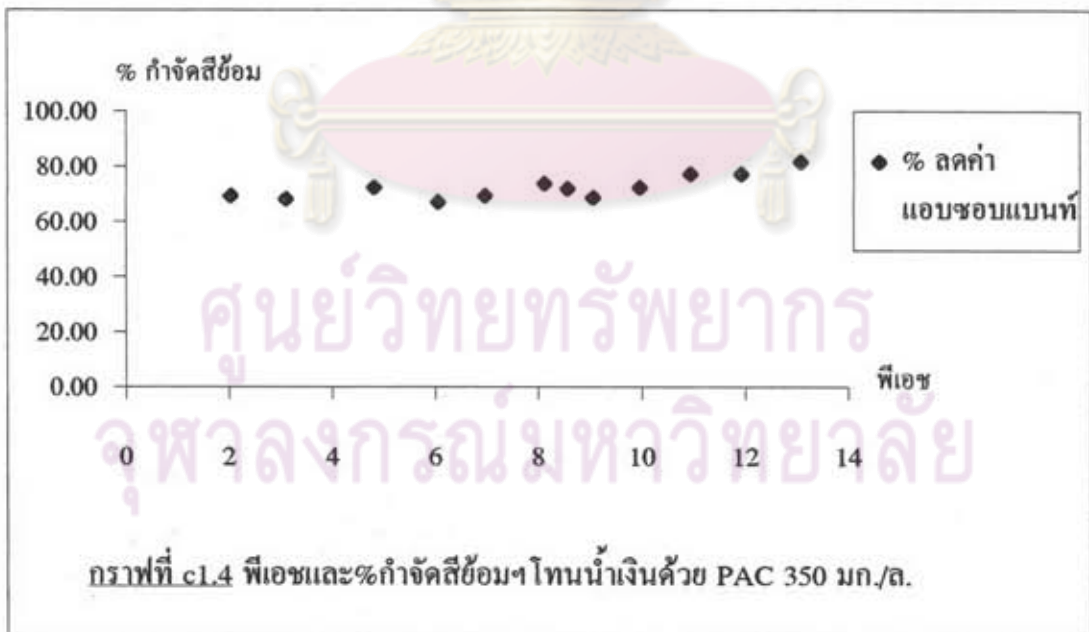 % กำจัดสีย้อม
100.00
80.00
60.00
40.00
20.00
0.00
0 2 4 6 8 10 12 14
พีเอช
◆ % ลดค่า
แอบซอบแบนท์
ศูนย์วิทยทรัพยากร
จุฬาลงกรณ์มหาวิทยาลัย
กราฟที่ c1.4 พีเอชและ%กำจัดสีย้อมฯโทนน้ำเงินด้วย PAC 350 มก./ล.